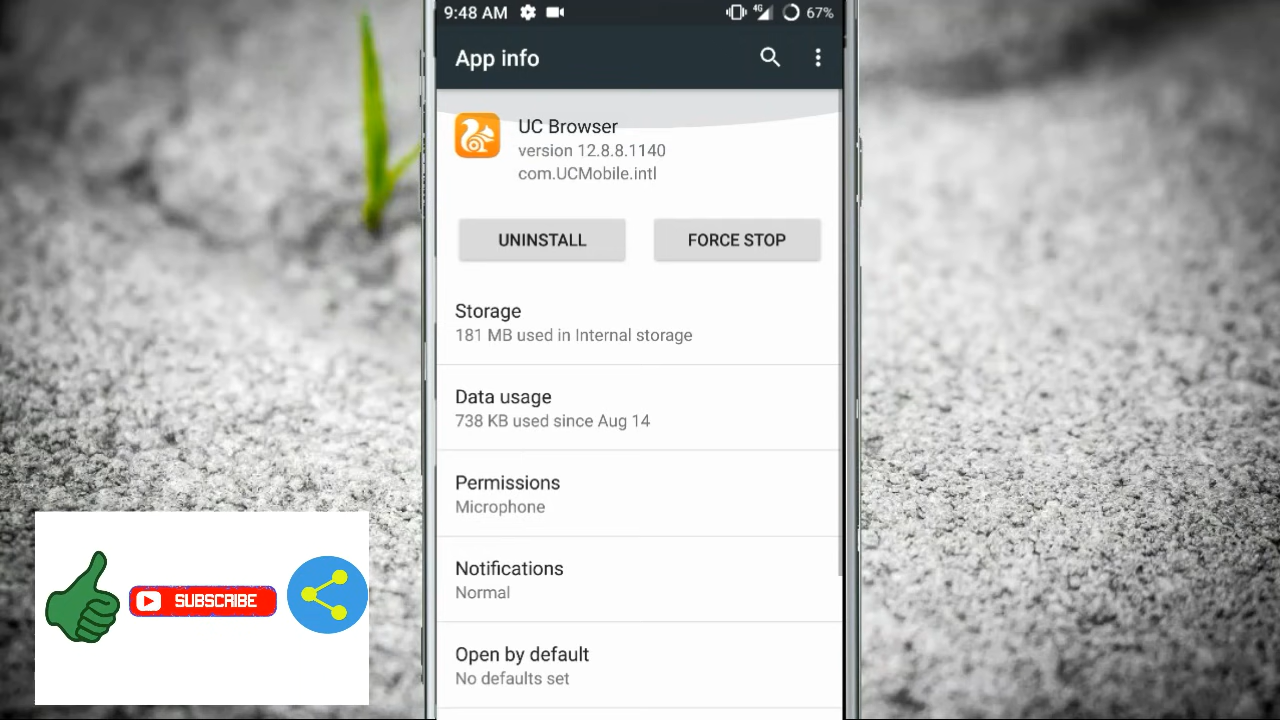 9:48 AM 4G 67%
App info
UC Browser
version 12.8.8.1140
com.UCMobile.intl
UNINSTALL FORCE STOP
Storage
181 MB used in Internal storage
Data usage
738 KB used since Aug 14
Permissions
Microphone
Notifications
Normal
SUBSCRIBE
Open by default
No defaults set